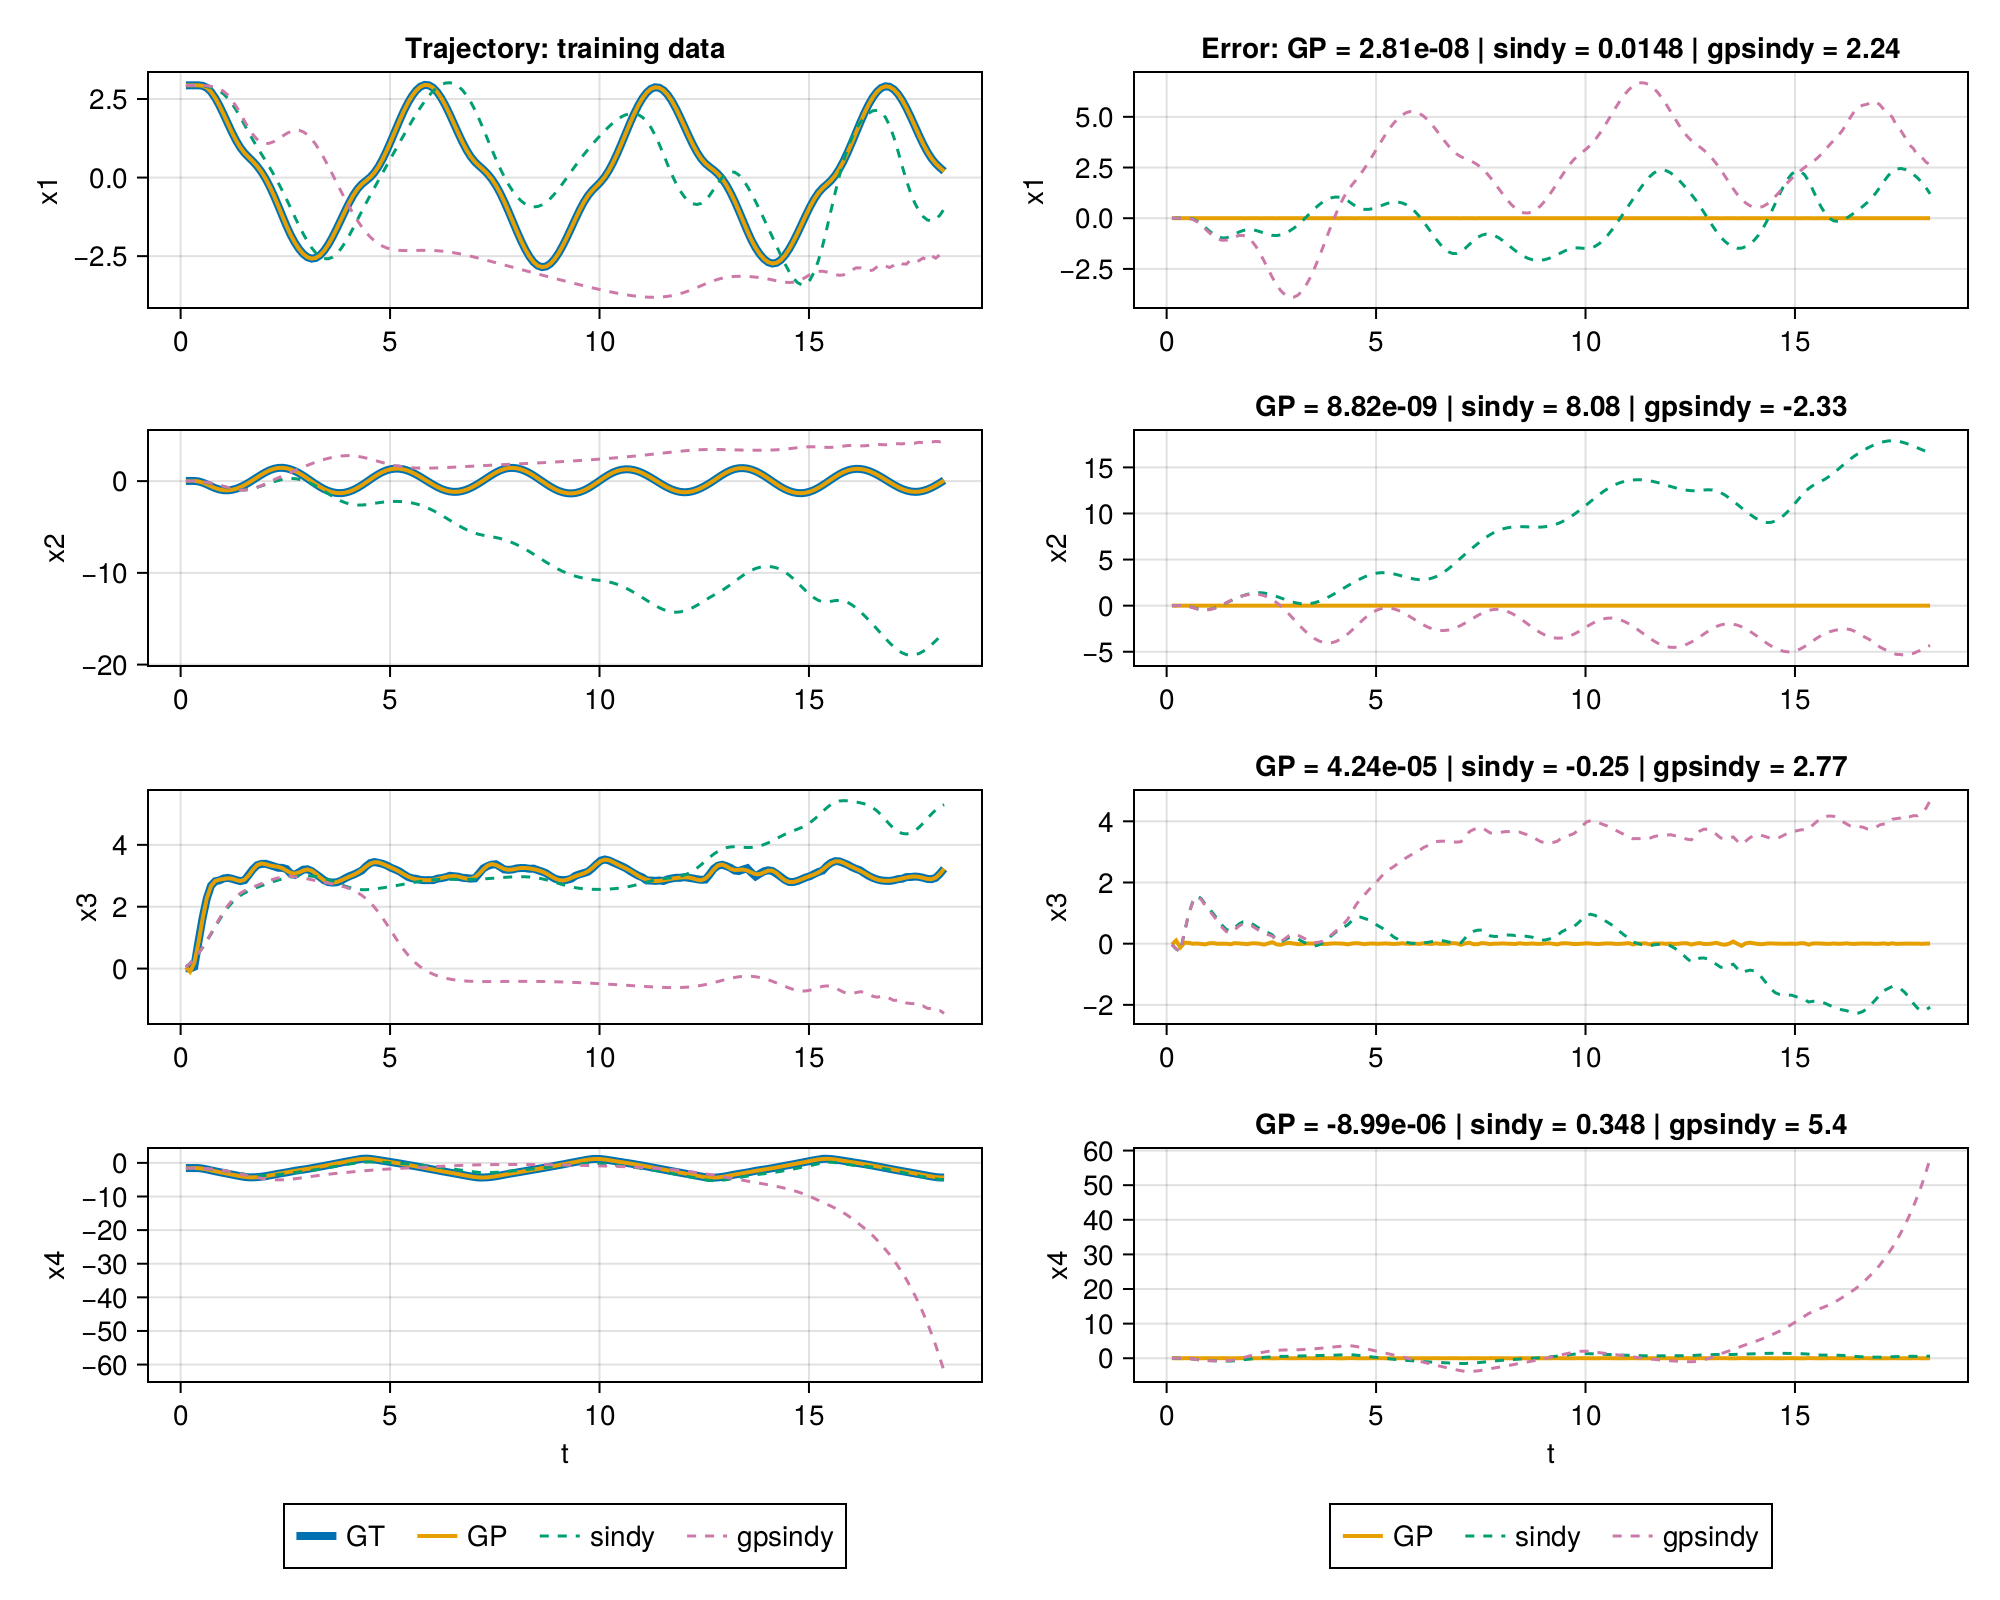 Trajectory: training data
Error: GP = 2.81e-08 | sindy = 0.0148 | gpsindy = 2.24
x1
2.5
0.0
−2.5
0 5 10 15
x1
5.0
2.5
0.0
−2.5
0 5 10 15
GP = 8.82e-09 | sindy = 8.08 | gpsindy = -2.33
x2
0
−10
−20
0 5 10 15
x2
15
10
5
0
−5
0 5 10 15
GP = 4.24e-05 | sindy = -0.25 | gpsindy = 2.77
x3
4
2
0
0 5 10 15
x3
4
2
0
−2
0 5 10 15
GP = -8.99e-06 | sindy = 0.348 | gpsindy = 5.4
x4
0
−10
−20
−30
−40
−50
−60
0 5 10 15
t
x4
60
50
40
30
20
10
0
0 5 10 15
t
GT GP sindy gpsindy
GP sindy gpsindy